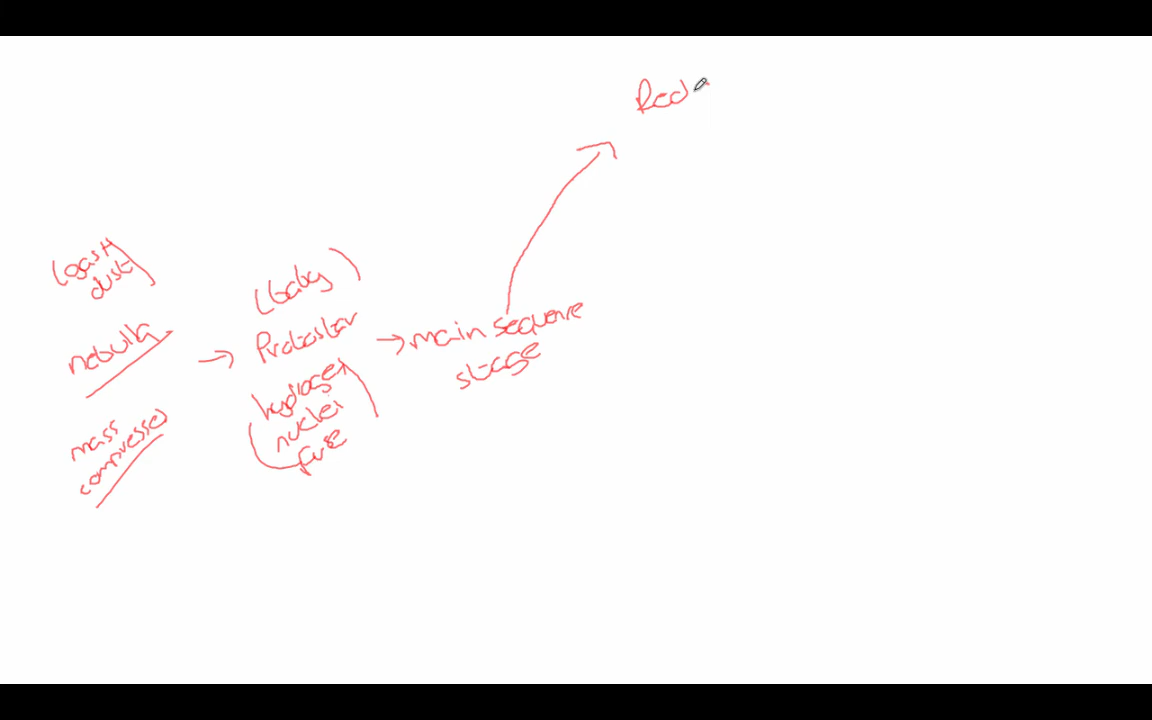 (gas +
dust)
nebula
mass
compressed
(baby)
Protostar
hydrogen
nuclei
fuse
main sequence
stage
Red